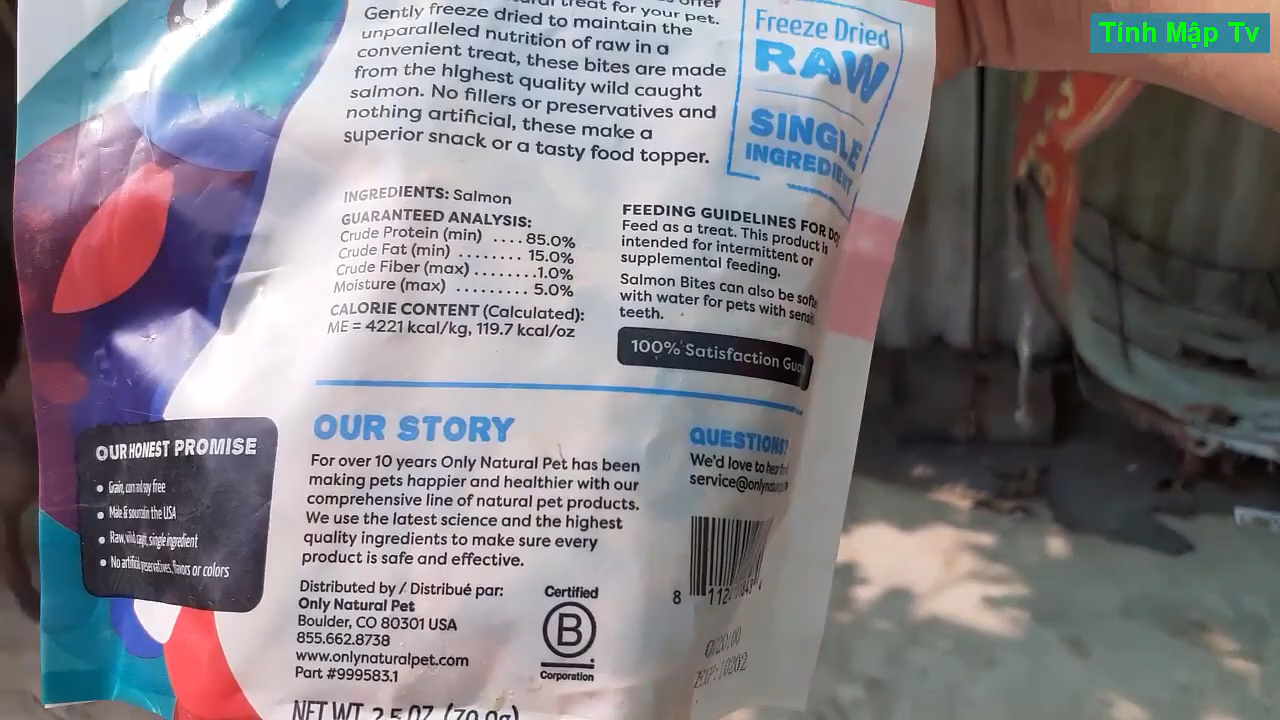 Tính Mập Tv
treat for your pet.
Gently freeze dried to maintain the
unparalleled nutrition of raw in a
convenient treat, these bites are made
from the highest quality wild caught
salmon. No fillers or preservatives and
nothing artificial, these make a
superior snack or a tasty food topper.
Freeze Dried
RAW
SINGLE
INGREDIENT
INGREDIENTS: Salmon
GUARANTEED ANALYSIS:
Crude Protein (min) .... 85.0%
Crude Fat (min) ........ 15.0%
Crude Fiber (max) ........1.0%
Moisture (max) ......... 5.0%
CALORIE CONTENT (Calculated):
ME = 4221 kcal/kg, 119.7 kcal/oz
FEEDING GUIDELINES FOR
Feed as a treat. This product is
intended for intermittent or
supplemental feeding.
Salmon Bites can also be
with water for pets with
teeth.
100% Satisfaction
OUR HONEST PROMISE
• Grain, corn and soy free
• Made & sourced in the USA
• Raw, wild caught, single ingredient
• No artificial preservatives, flavors or colors
OUR STORY
For over 10 years Only Natural Pet has been
making pets happier and healthier with our
comprehensive line of natural pet products.
We use the latest science and the highest
quality ingredients to make sure every
product is safe and effective.
QUESTIONS?
We'd love to hear
Distributed by / Distribué par:
Only Natural Pet
Boulder, CO 80301 USA
855.662.8738
www.onlynaturalpet.com
Part #999583.1
Certified
B
Corporation
8
NET WT. 2.5 OZ (70.9g)